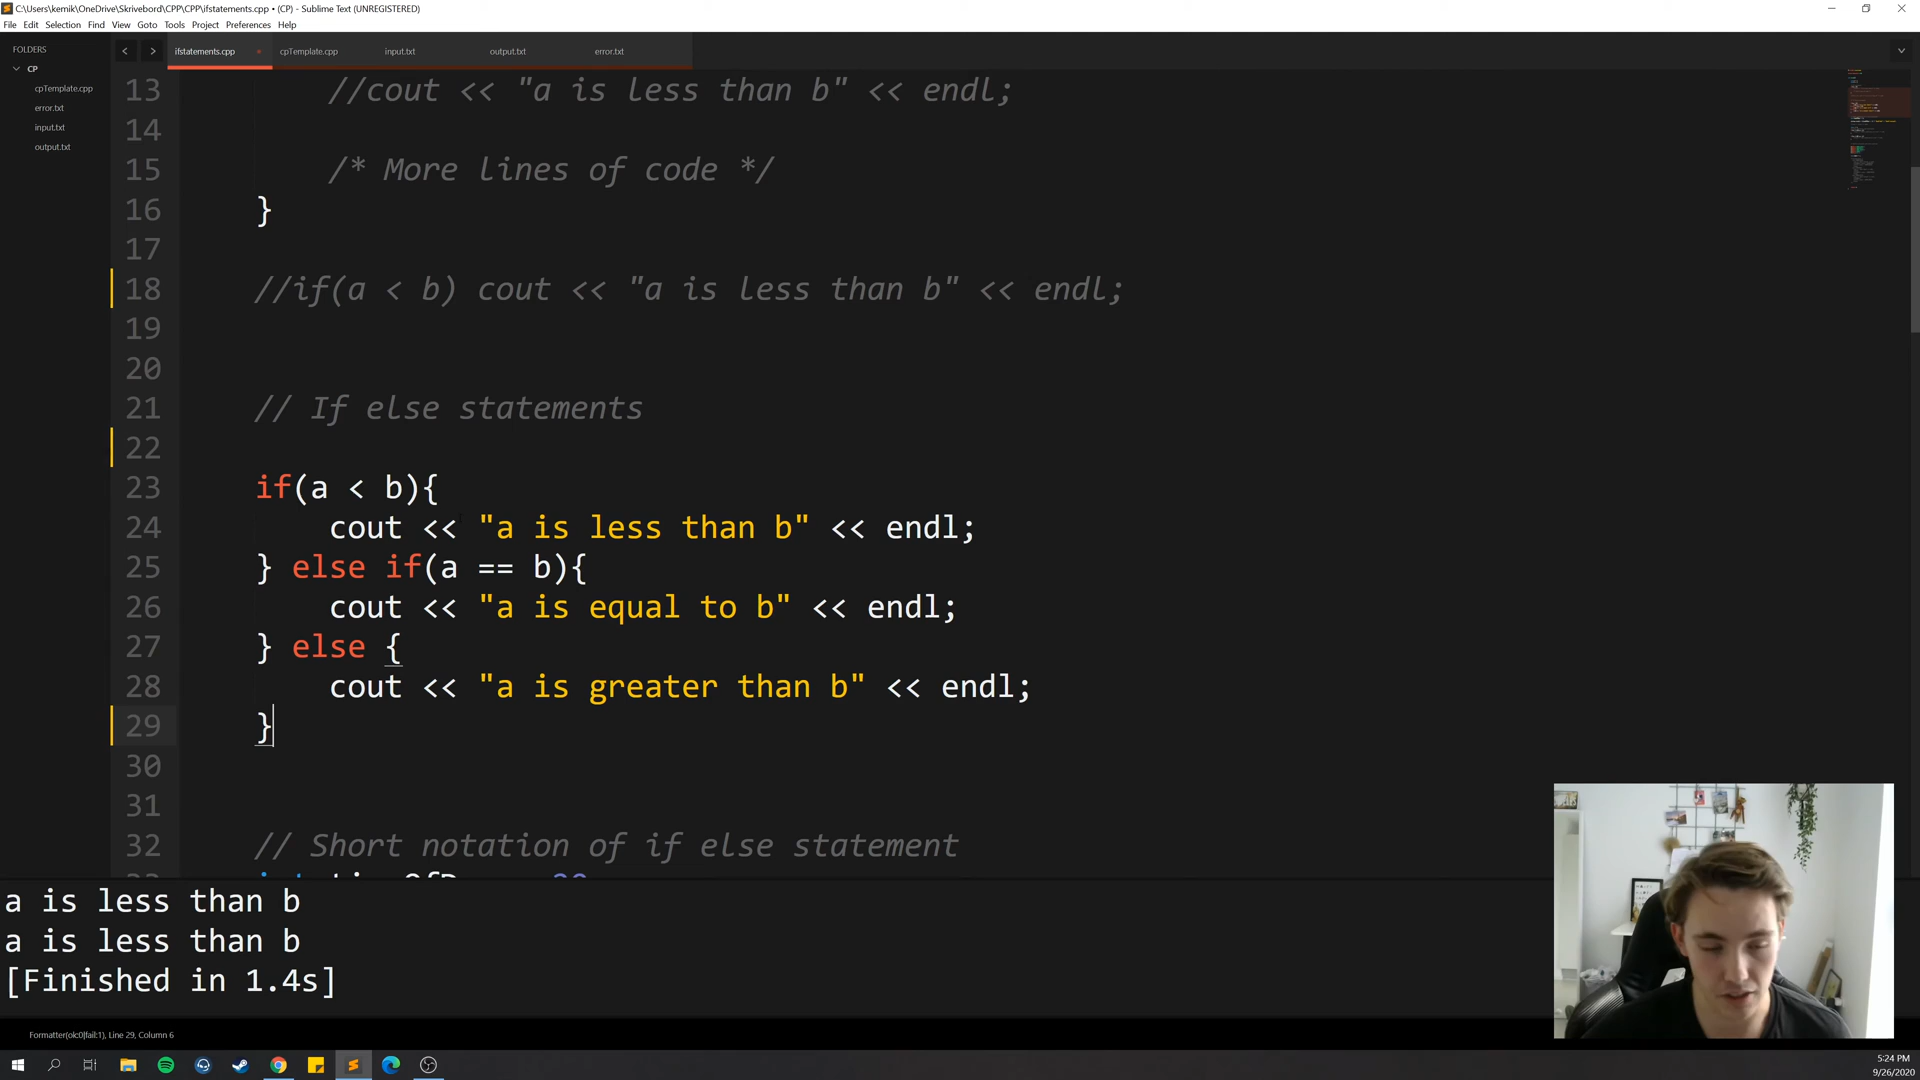 C:\Users\kemik\OneDrive\Skrivebord\CPP\CPP\ifstatements.cpp • (CP) - Sublime Text (UNREGISTERED)
File Edit Selection Find View Goto Tools Project Preferences Help
FOLDERS
CP
cpTemplate.cpp
error.txt
input.txt
output.txt
ifstatements.cpp cpTemplate.cpp input.txt output.txt error.txt
13 //cout << "a is less than b" << endl;
14
15 /* More lines of code */
16 }
17
18 //if(a < b) cout << "a is less than b" << endl;
19
20
21 // If else statements
22
23 if(a < b){
24 cout << "a is less than b" << endl;
25 } else if(a == b){
26 cout << "a is equal to b" << endl;
27 } else {
28 cout << "a is greater than b" << endl;
29 }
30
31
32 // Short notation of if else statement
a is less than b
a is less than b
[Finished in 1.4s]
Formatter(ok:0|fail:1), Line 29, Column 6
5:24 PM
9/26/2020